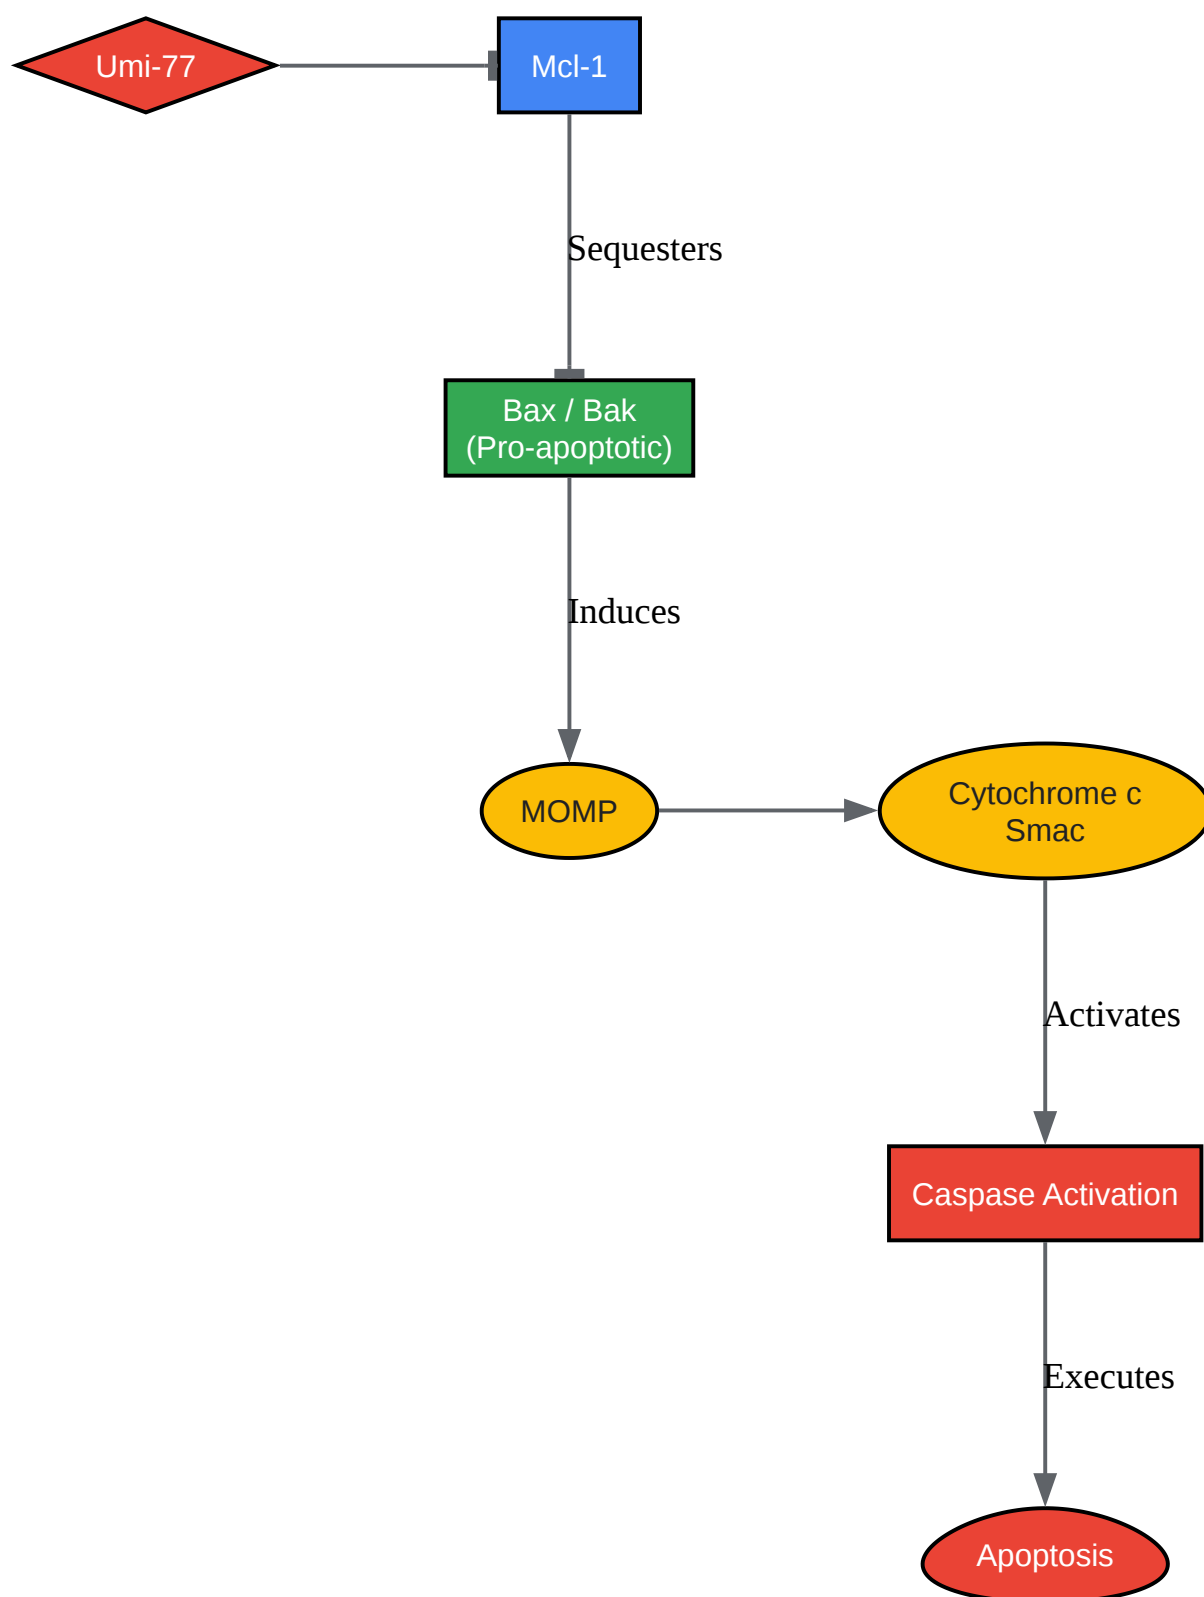 Umi-77
Mcl-1
Sequesters
Bax / Bak
(Pro-apoptotic)
Induces
MOMP
Cytochrome c
Smac
Activates
Caspase Activation
Executes
Apoptosis